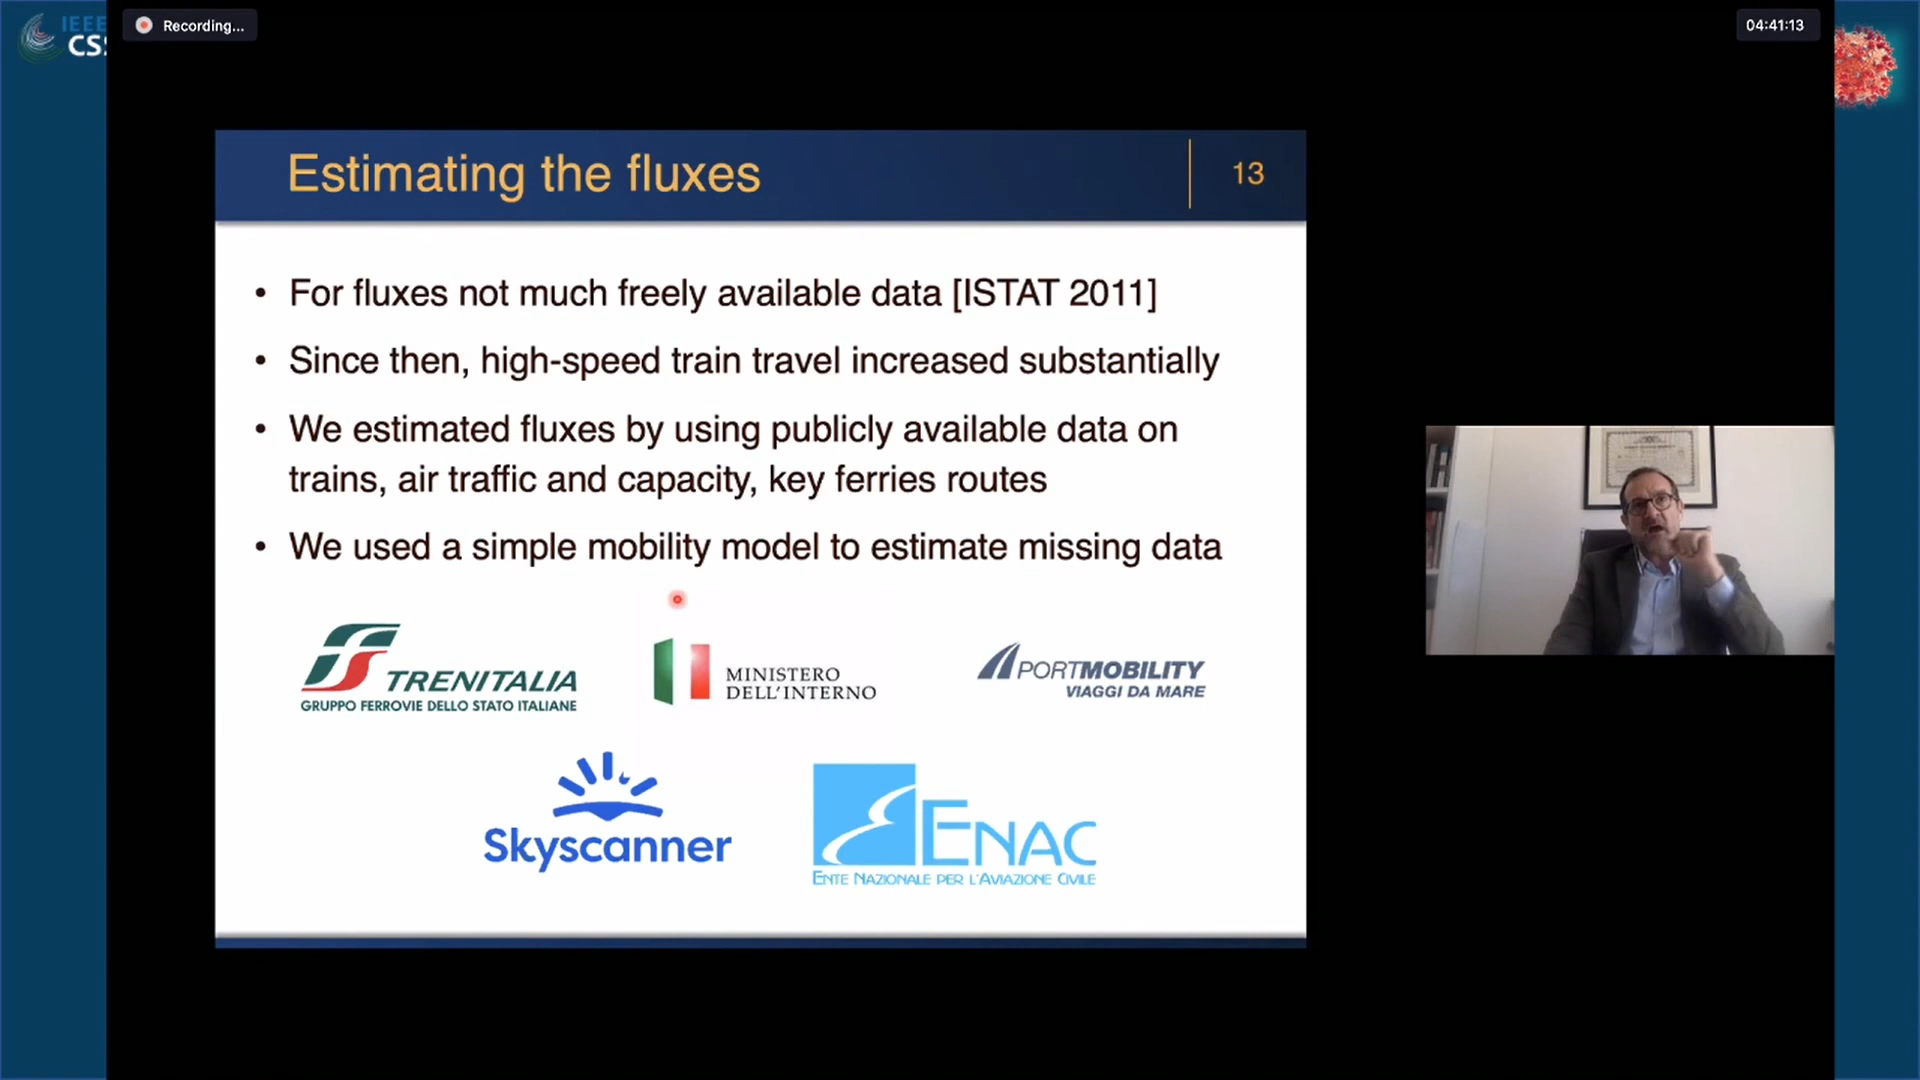 IEEE
CSS
Recording...
04:41:13
Estimating the fluxes
13
• For fluxes not much freely available data [ISTAT 2011]
• Since then, high-speed train travel increased substantially
• We estimated fluxes by using publicly available data on
trains, air traffic and capacity, key ferries routes
• We used a simple mobility model to estimate missing data
TRENITALIA
GRUPPO FERROVIE DELLO STATO ITALIANE
MINISTERO
DELL'INTERNO
PORTMOBILITY
VIAGGI DA MARE
Skyscanner
ENAC
ENTE NAZIONALE PER L'AVIAZIONE CIVILE